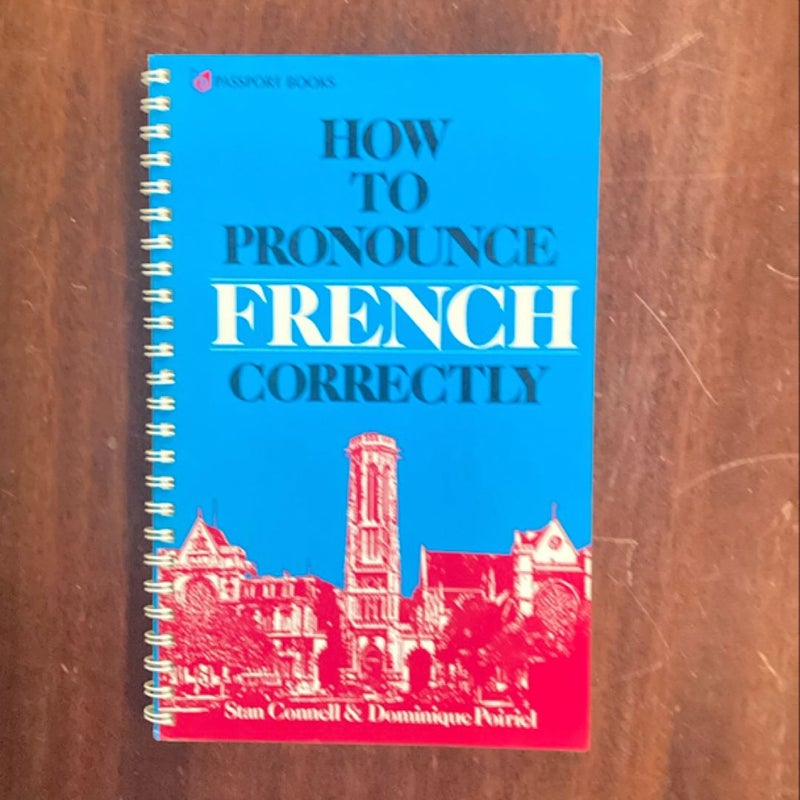 PASSPORT BOOKS
HOW
TO
PRONOUNCE
FRENCH
CORRECTLY
Stan Connell & Dominique Poiriel